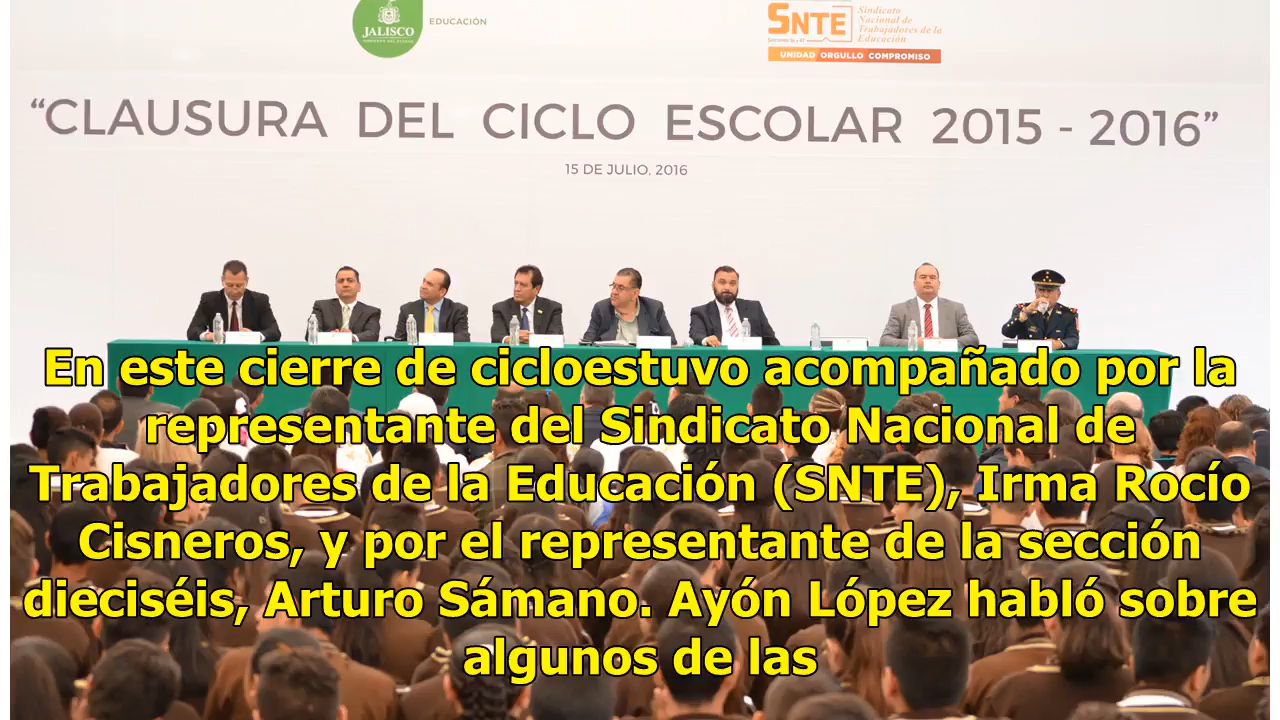 JALISCO
EDUCACIÓN
SNTE
Sindicato
Nacional de
Trabajadores de la
Educación
UNIDAD ORGULLO COMPROMISO
“CLAUSURA DEL CICLO ESCOLAR 2015 - 2016”
15 DE JULIO, 2016
En este cierre de cicloestuvo acompañado por la
representante del Sindicato Nacional de
Trabajadores de la Educación (SNTE), Irma Rocío
Cisneros, y por el representante de la sección
dieciséis, Arturo Sámano. Ayón López habló sobre
algunos de las